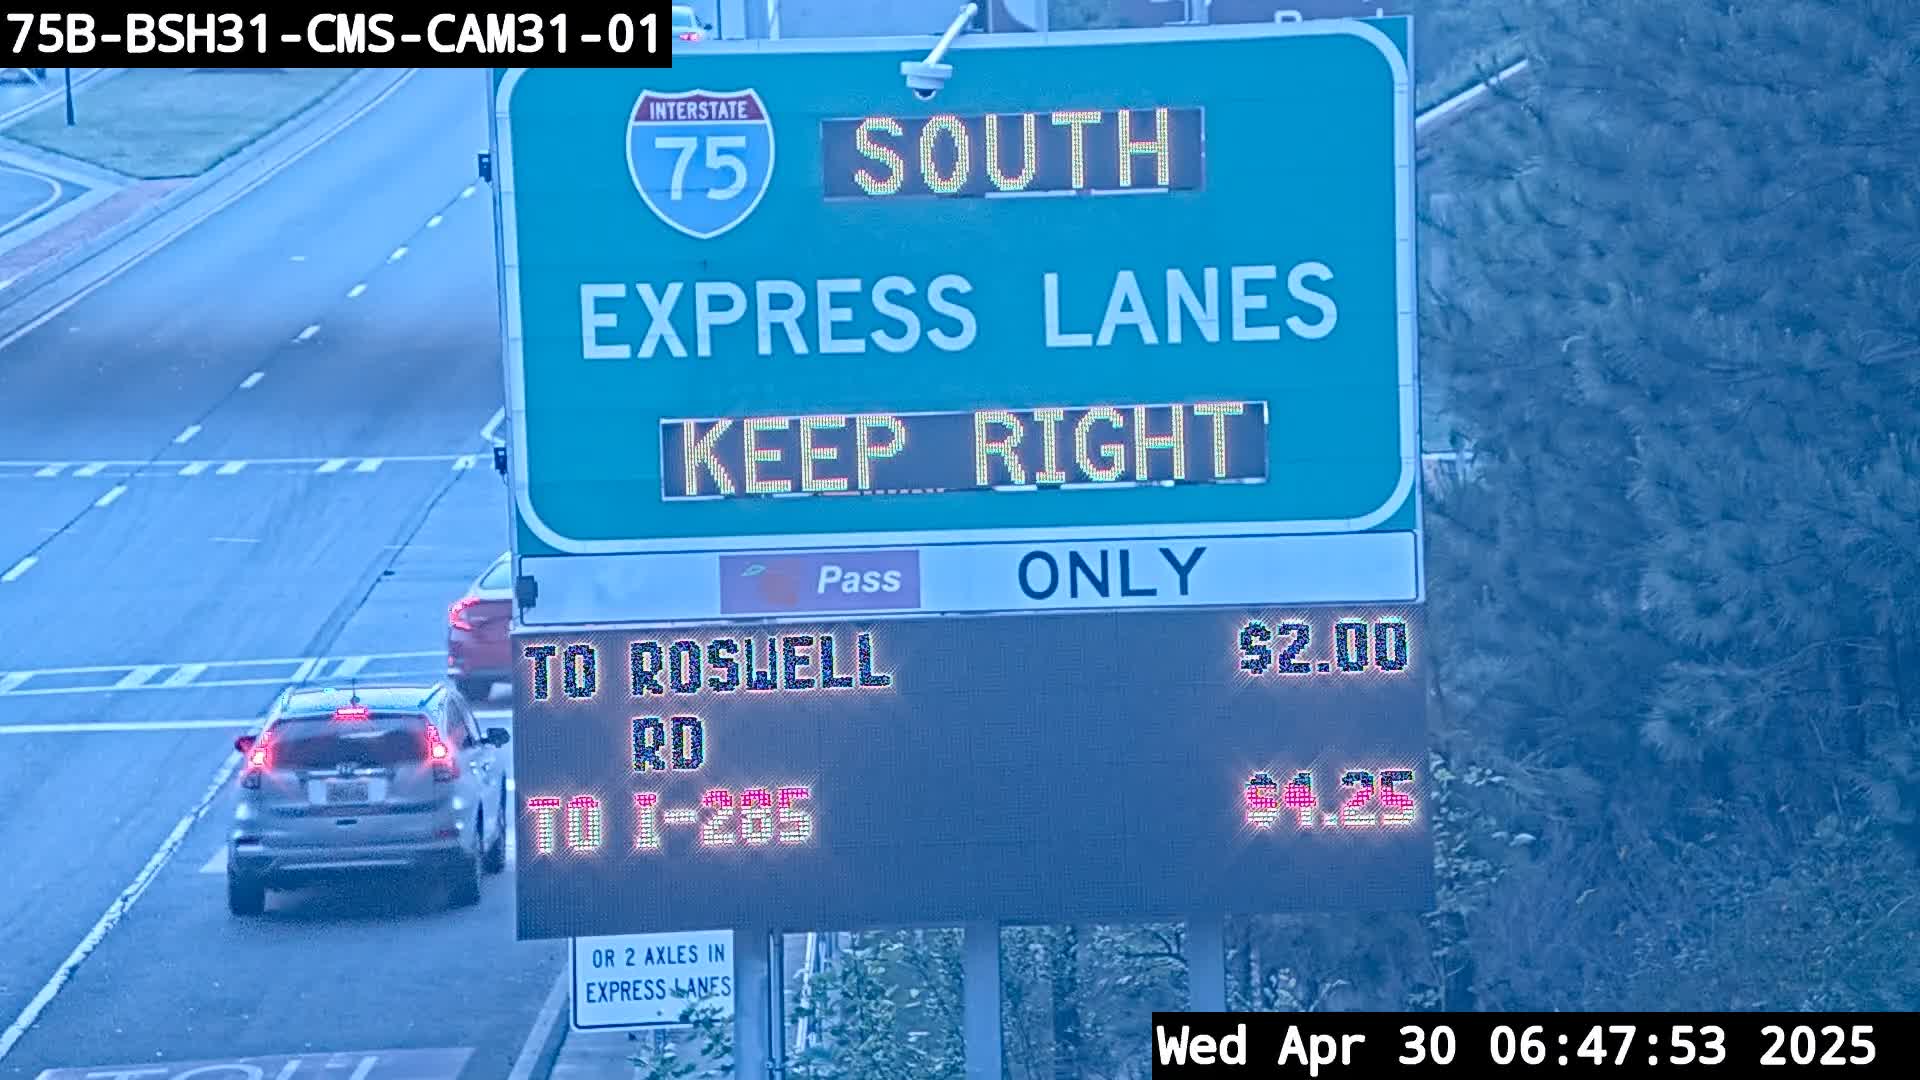 75B-BSH31-CMS-CAM31-01
INTERSTATE
75
SOUTH
EXPRESS LANES
KEEP RIGHT
Pass ONLY
TO ROSWELL $2.00
RD
TO I-285 $4.25
OR 2 AXLES IN
EXPRESS LANES
Wed Apr 30 06:47:53 2025